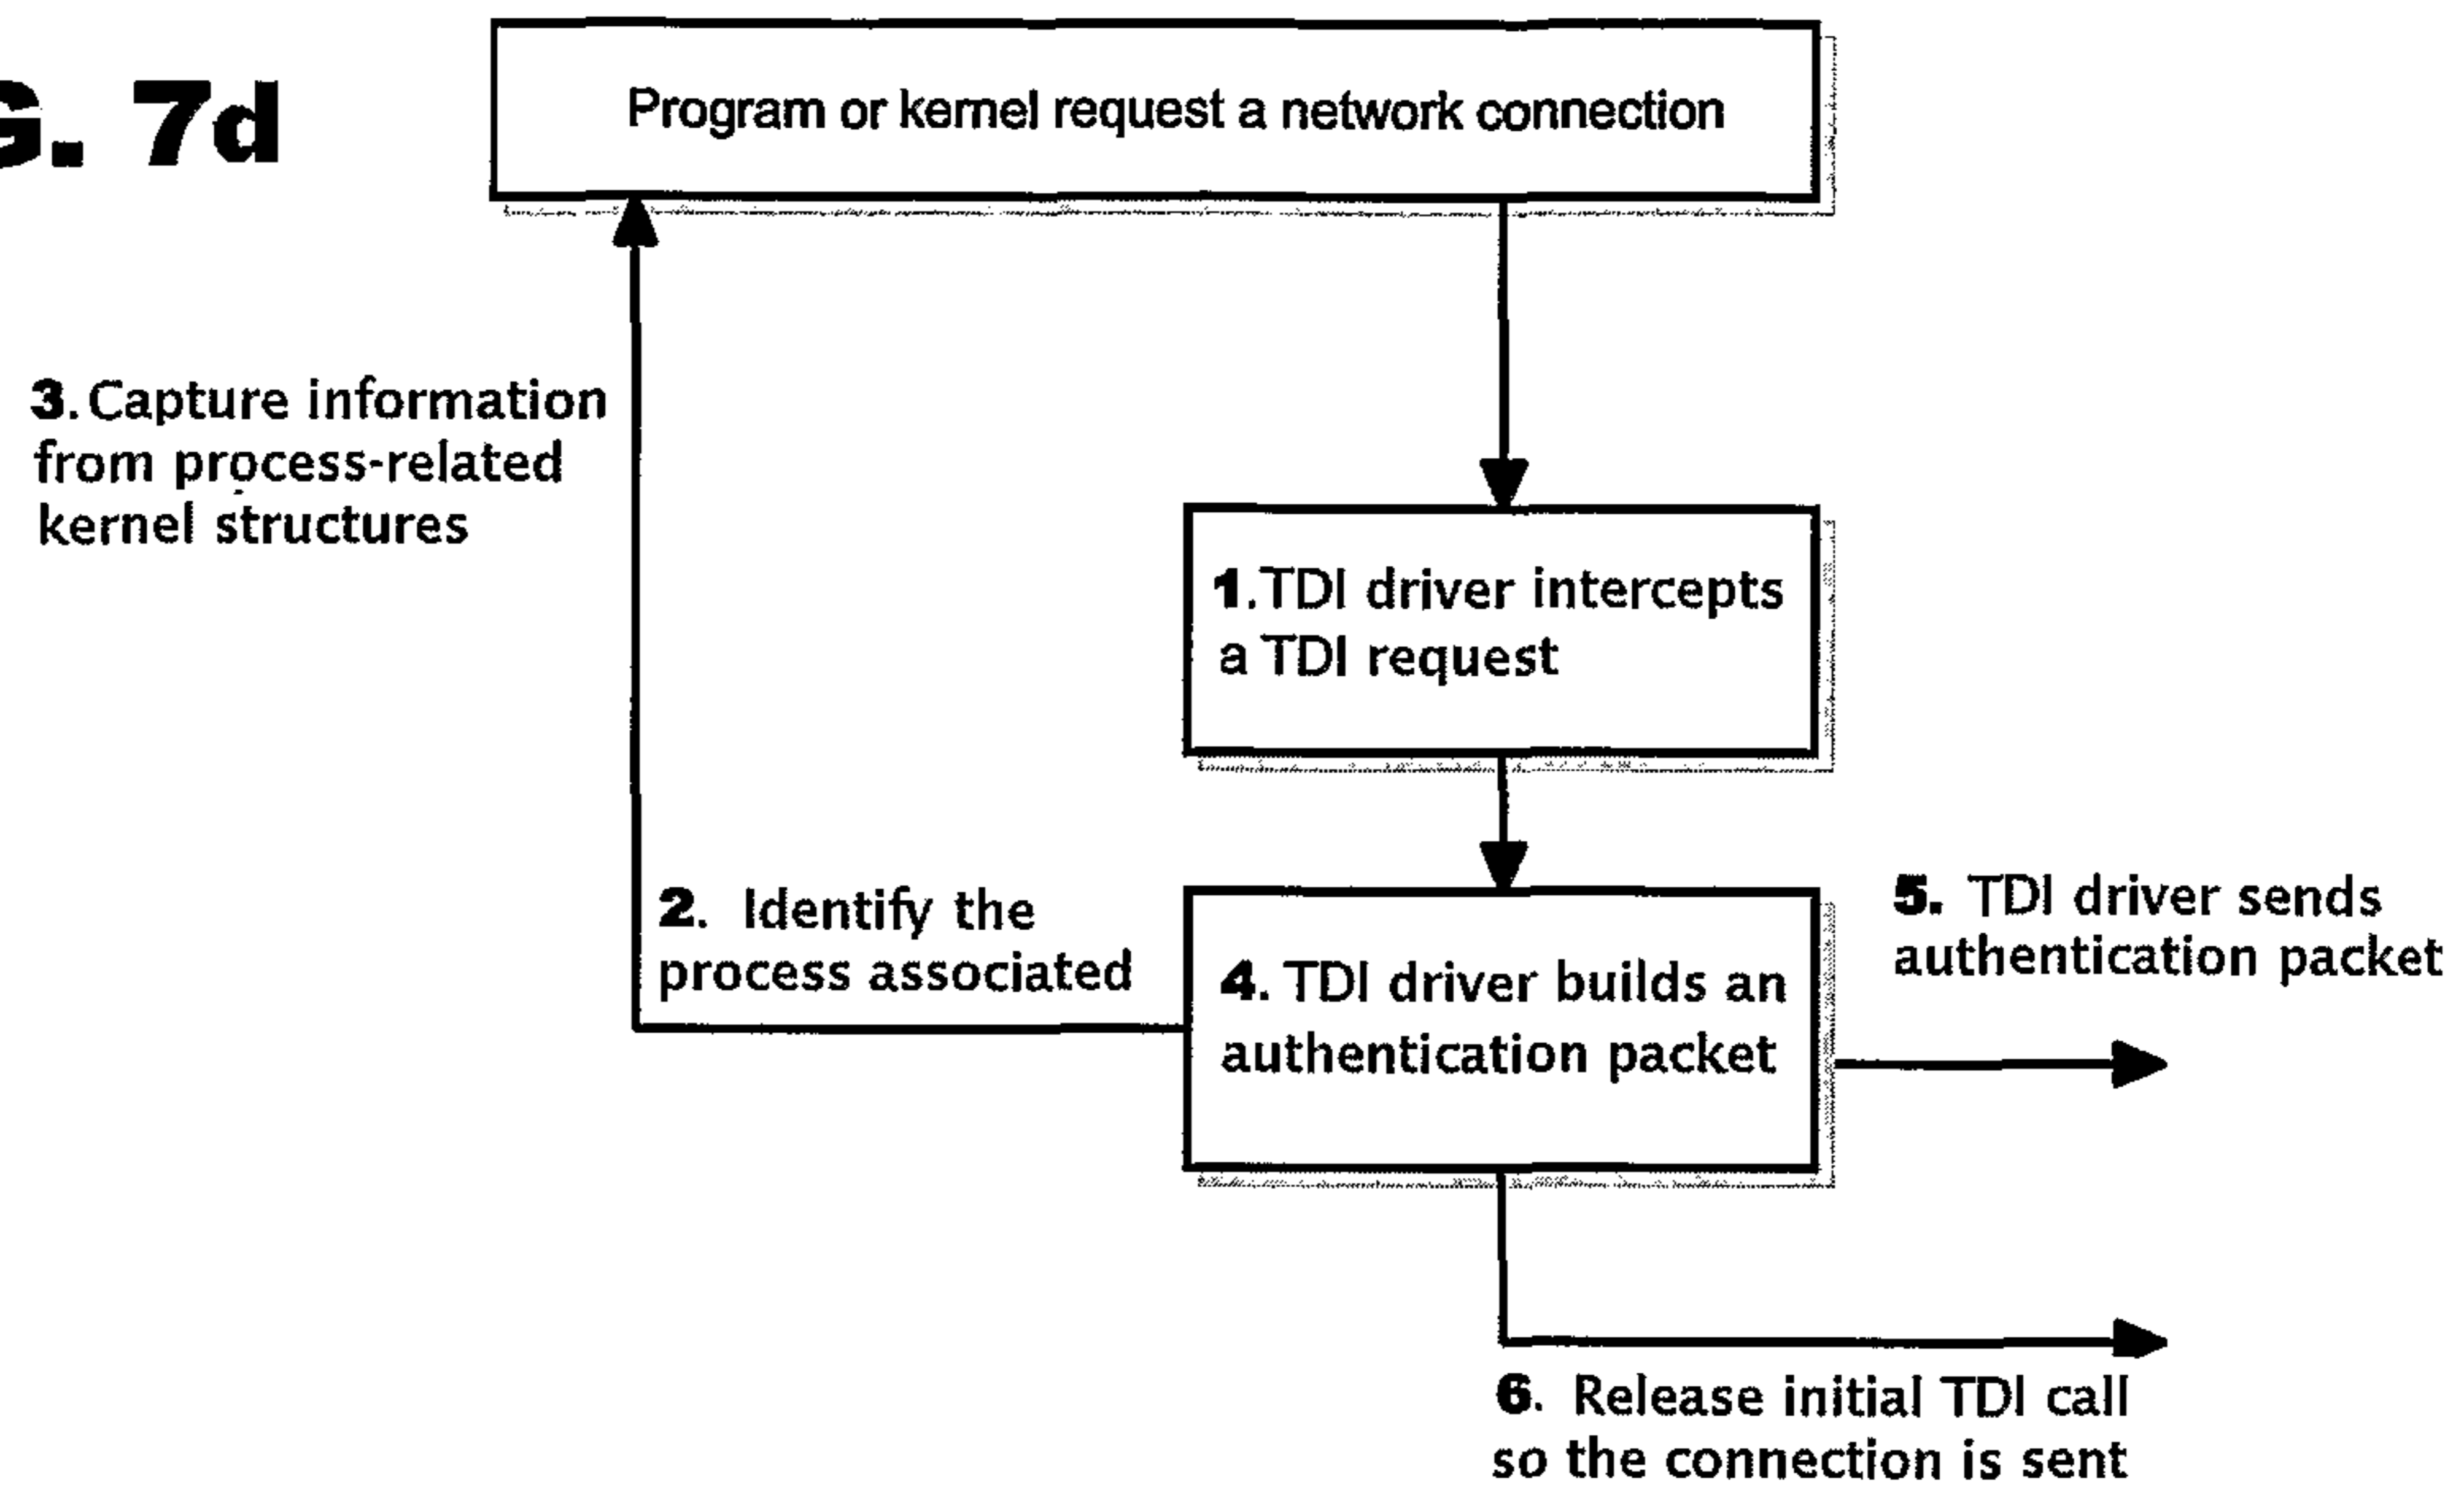 G. 7d
Program or kernel request a network connection
3. Capture information
from process-related
kernel structures
1. TDI driver intercepts
a TDI request
2. Identify the
process associated
4. TDI driver builds an
authentication packet
5. TDI driver sends
authentication packet
6. Release initial TDI call
so the connection is sent